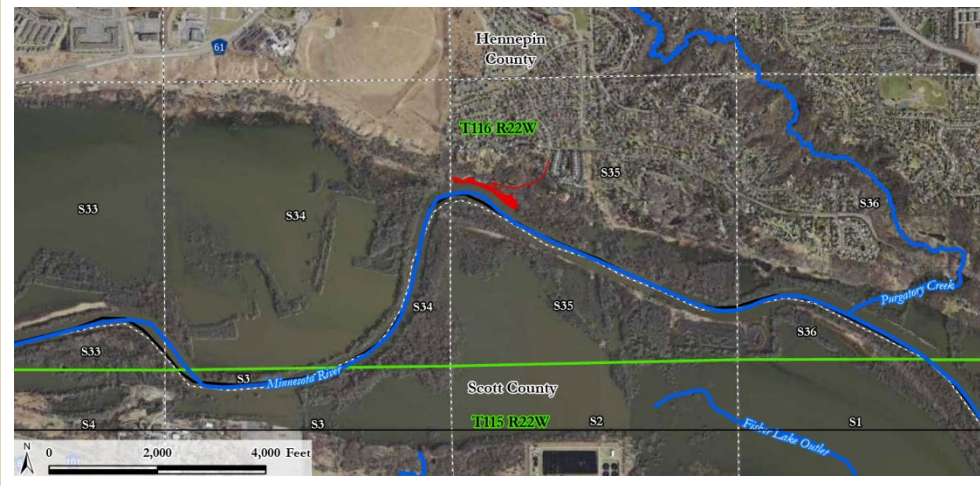 61
Hennepin
County
T116 R22W
S35
S33
S34
S36
Purgatory Creek
S34
S35
S36
S33
S3
Minnesota River
Scott County
S4
S3
T115 R22W
S2
S1
Fisher Lake Outlet
N
0 2,000 4,000 Feet
101